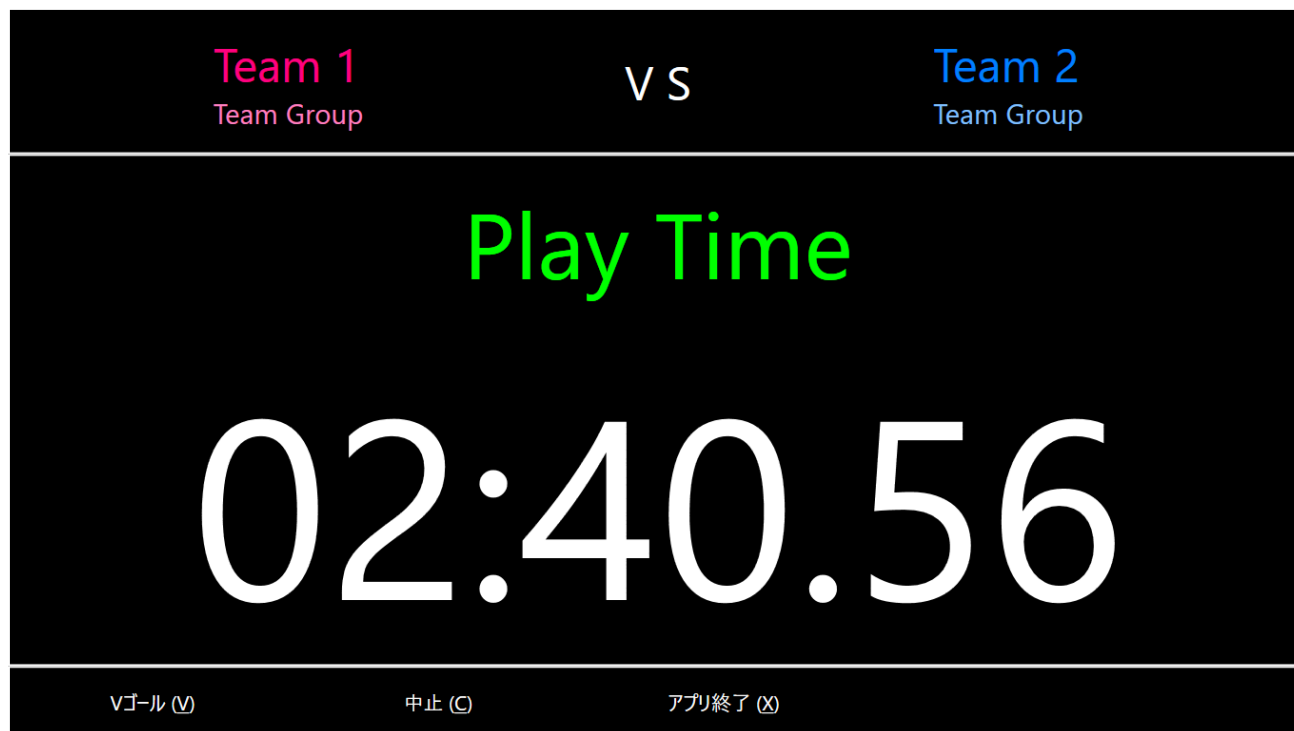 Team 1
Team Group
V S
Team 2
Team Group
Play Time
02:40.56
Vゴール (V)
中止 (C)
アプリ終了 (X)